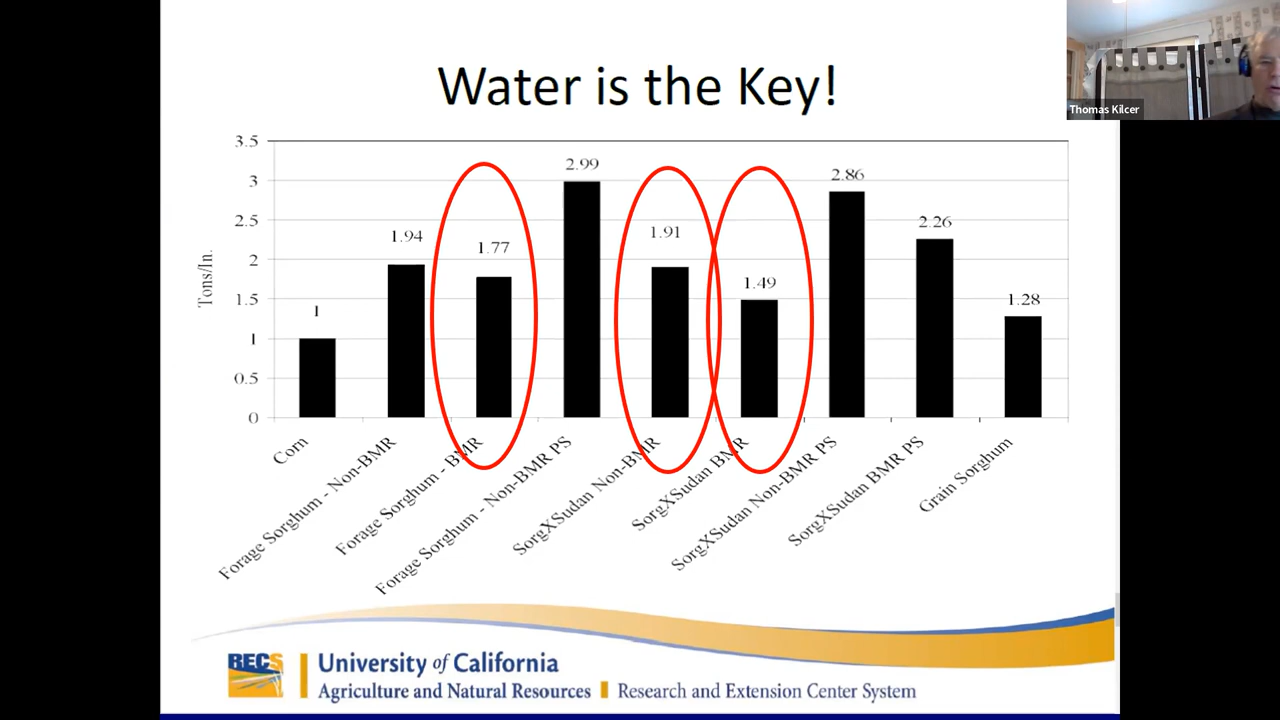 Thomas Kilcer
Water is the Key!
3.5
3
2.5
2
1.5
1
0.5
0
Tons/In.
1
1.94
1.77
2.99
1.91
1.49
2.86
2.26
1.28
Corn
Forage Sorghum - Non-BMR
Forage Sorghum - BMR
Forage Sorghum - Non-BMR PS
SorgXSudan Non-BMR
SorgXSudan BMR
SorgXSudan Non-BMR PS
SorgXSudan BMR PS
Grain Sorghum
RECS
University of California
Agriculture and Natural Resources Research and Extension Center System